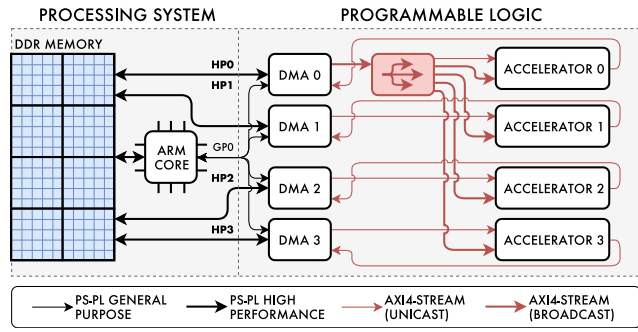 PROCESSING SYSTEM
PROGRAMMABLE LOGIC
DDR MEMORY
HP0
HP1
ARM
CORE
GP0
HP2
HP3
DMA 0
DMA 1
DMA 2
DMA 3
ACCELERATOR 0
ACCELERATOR 1
ACCELERATOR 2
ACCELERATOR 3
PS-PL GENERAL
PURPOSE
PS-PL HIGH
PERFORMANCE
AXI4-STREAM
(UNICAST)
AXI4-STREAM
(BROADCAST)